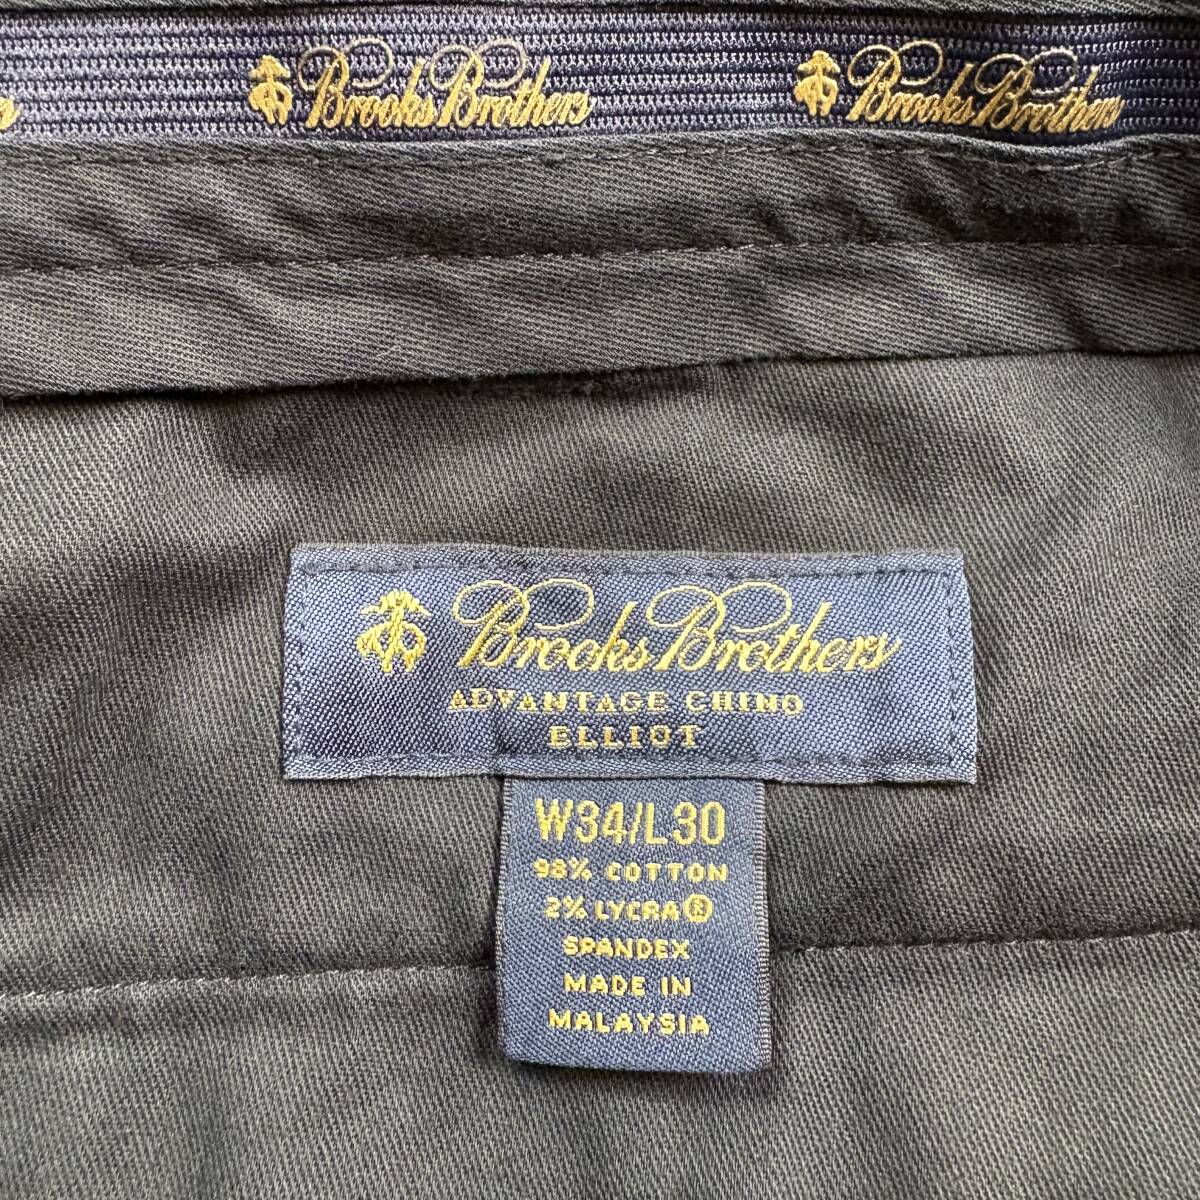 Brooks Brothers Brooks Brothers
Brooks Brothers
ADVANTAGE CHINO
ELLIOT
W34/L30
98% COTTON
2% LYCRA®
SPANDEX
MADE IN
MALAYSIA